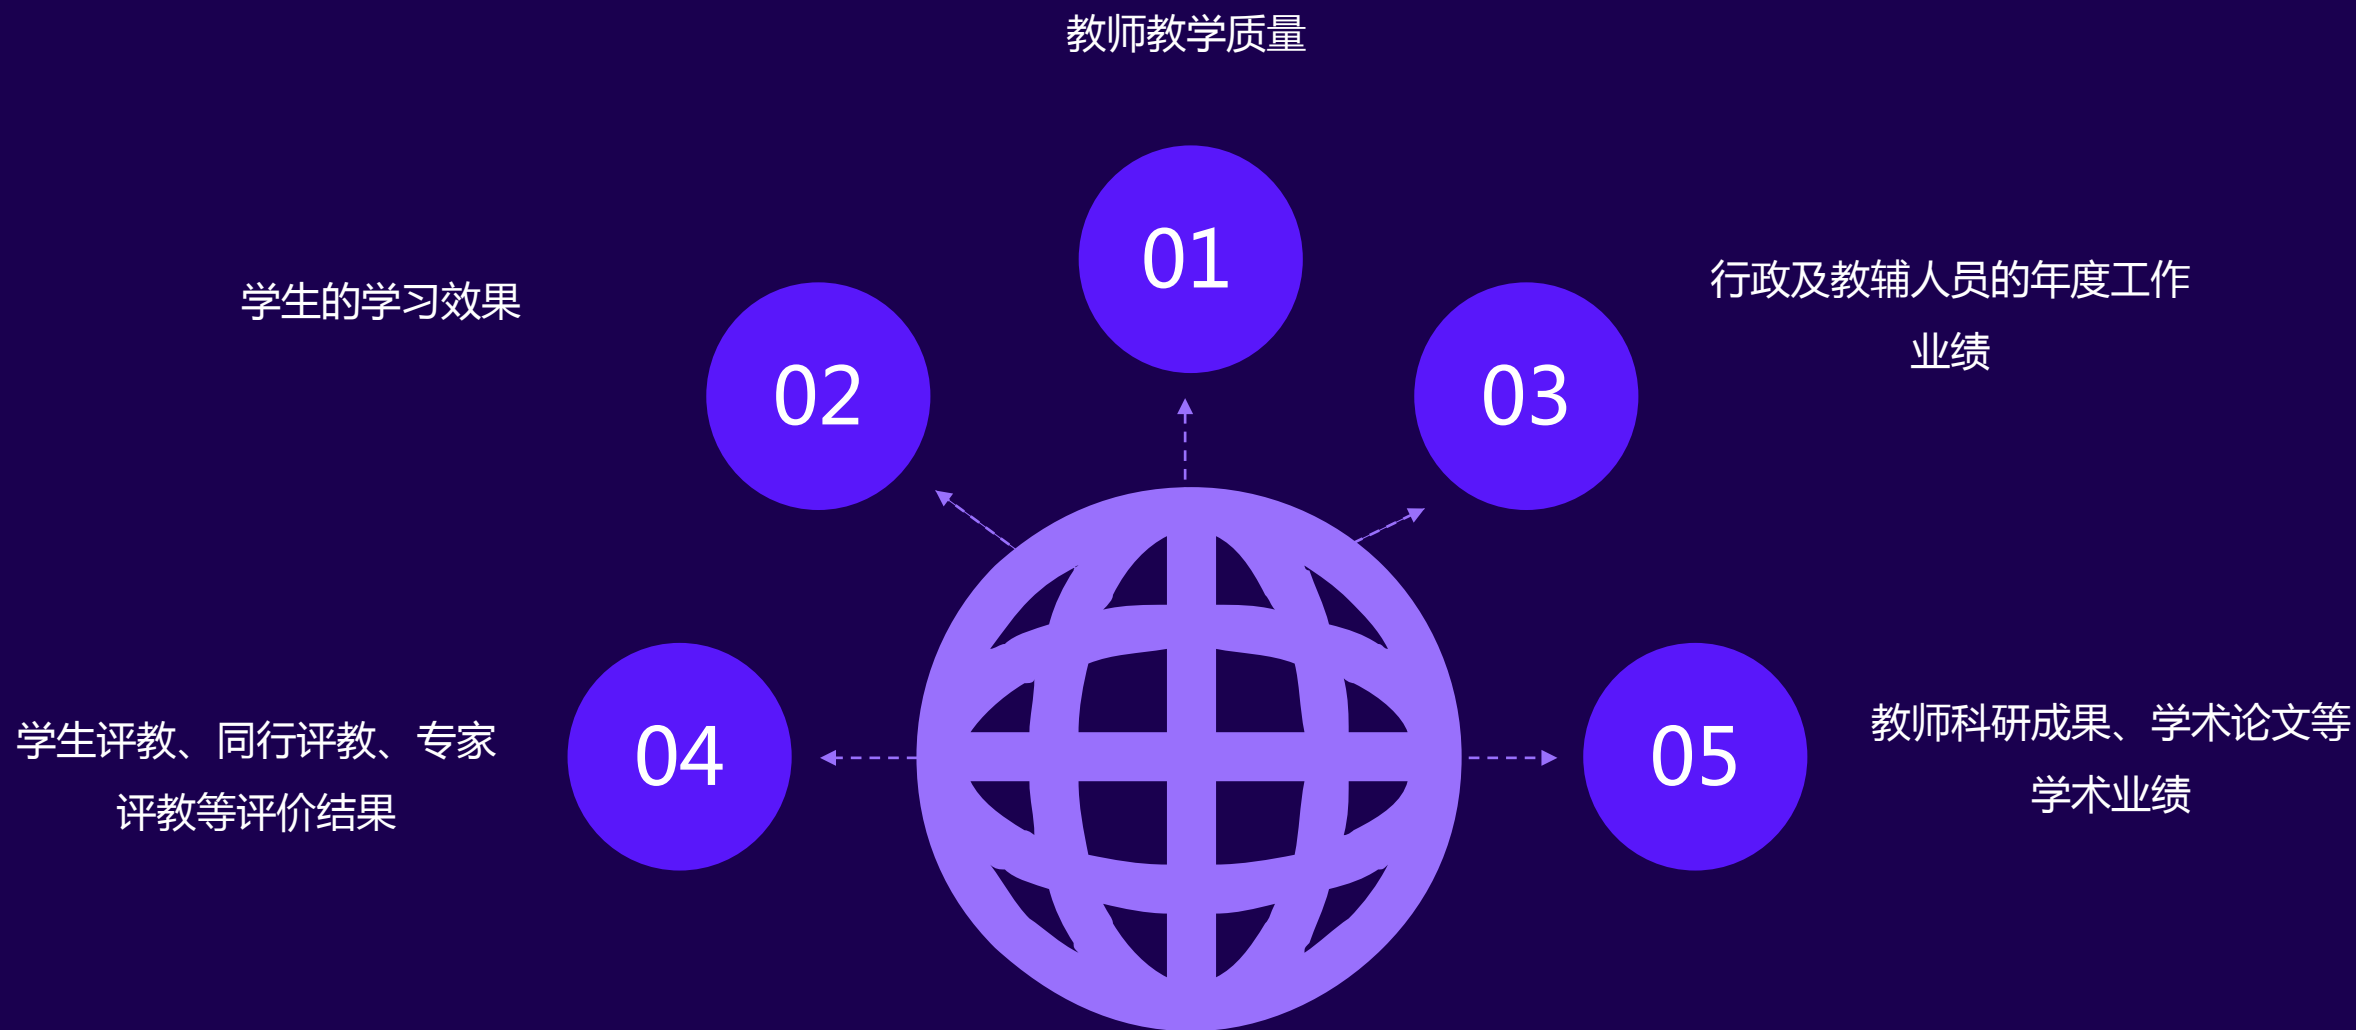 教师教学质量
01
学生的学习效果
02
行政及教辅人员的年度工作
业绩
03
学生评教、同行评教、专家
评教等评价结果
04
教师科研成果、学术论文等
学术业绩
05